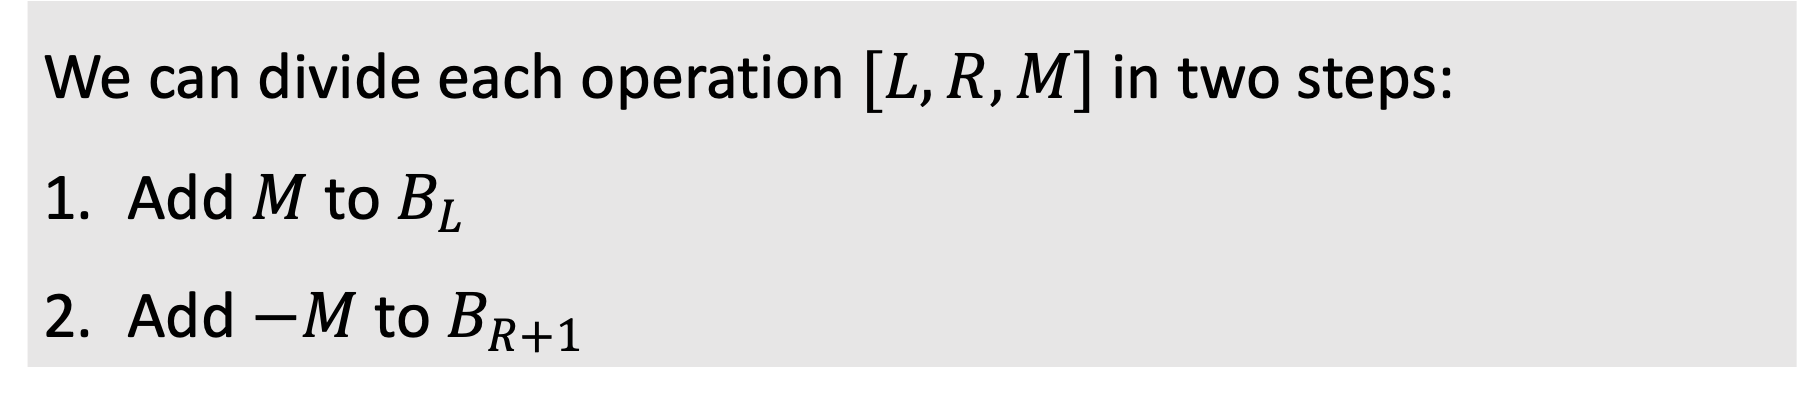 We can divide each operation [L, R, M] in two steps:
1. Add M to B_L
2. Add −M to B_{R+1}